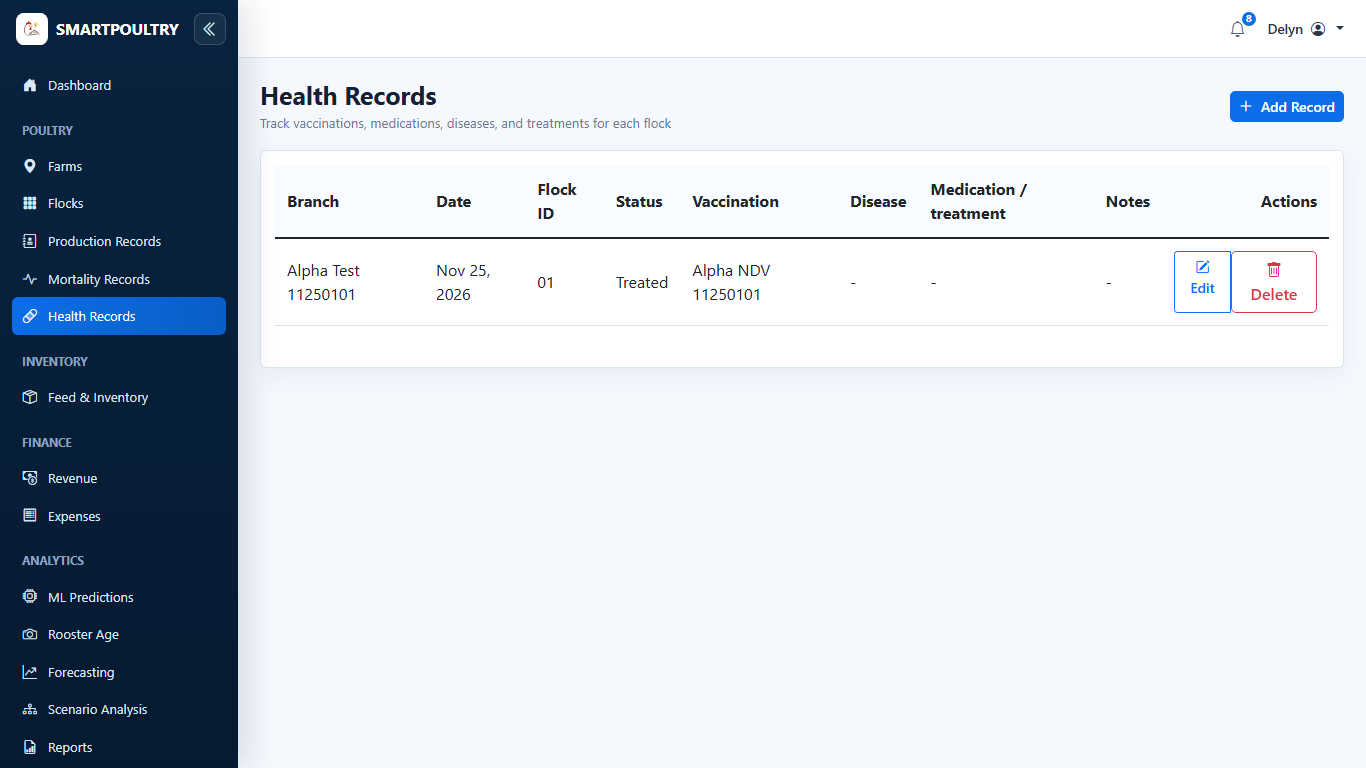 SMARTPOULTRY
8
Delyn
Dashboard
POULTRY
Farms
Flocks
Production Records
Mortality Records
Health Records
INVENTORY
Feed & Inventory
FINANCE
Revenue
Expenses
ANALYTICS
ML Predictions
Rooster Age
Forecasting
Scenario Analysis
Reports
Health Records
Track vaccinations, medications, diseases, and treatments for each flock
+ Add Record
Branch
Date
Flock
ID
Status
Vaccination
Disease
Medication /
treatment
Notes
Actions
Alpha Test
11250101
Nov 25,
2026
01
Treated
Alpha NDV
11250101
-
-
-
Edit
Delete